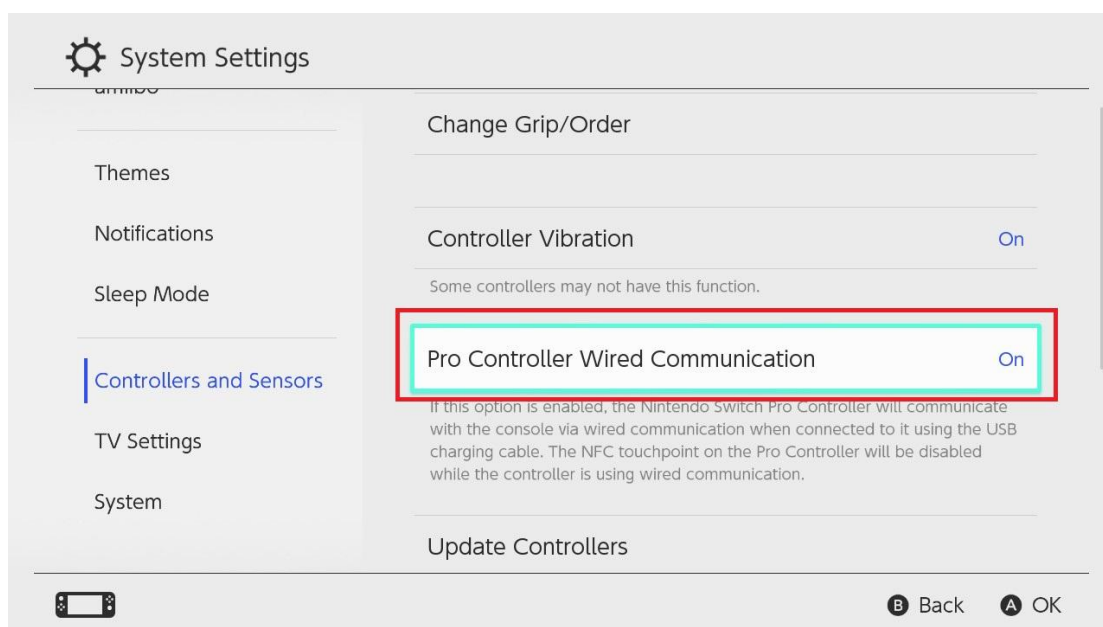 System Settings
amiibo
Themes
Notifications
Sleep Mode
Controllers and Sensors
TV Settings
System
Change Grip/Order
Controller Vibration On
Some controllers may not have this function.
Pro Controller Wired Communication On
If this option is enabled, the Nintendo Switch Pro Controller will communicate
with the console via wired communication when connected to it using the USB
charging cable. The NFC touchpoint on the Pro Controller will be disabled
while the controller is using wired communication.
Update Controllers
B Back A OK